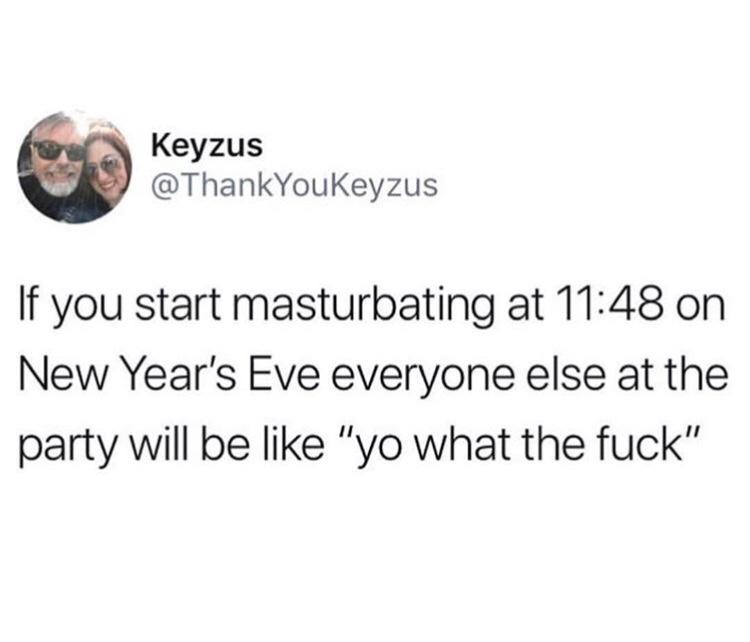 Keyzus
@ThankYouKeyzus
If you start masturbating at 11:48 on
New Year's Eve everyone else at the
party will be like "yo what the fuck"